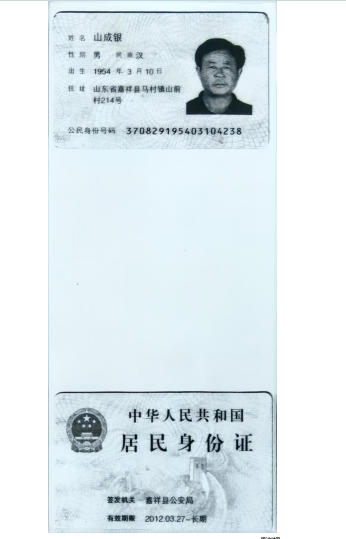 姓名 山成银
性别 男 民族 汉
出生 1954 年 3 月 10 日
住址 山东省嘉祥县马村镇山前
村214号
公民身份号码 370829195403104238
中华人民共和国
居民身份证
签发机关 嘉祥县公安局
有效期限 2012.03.27-长期